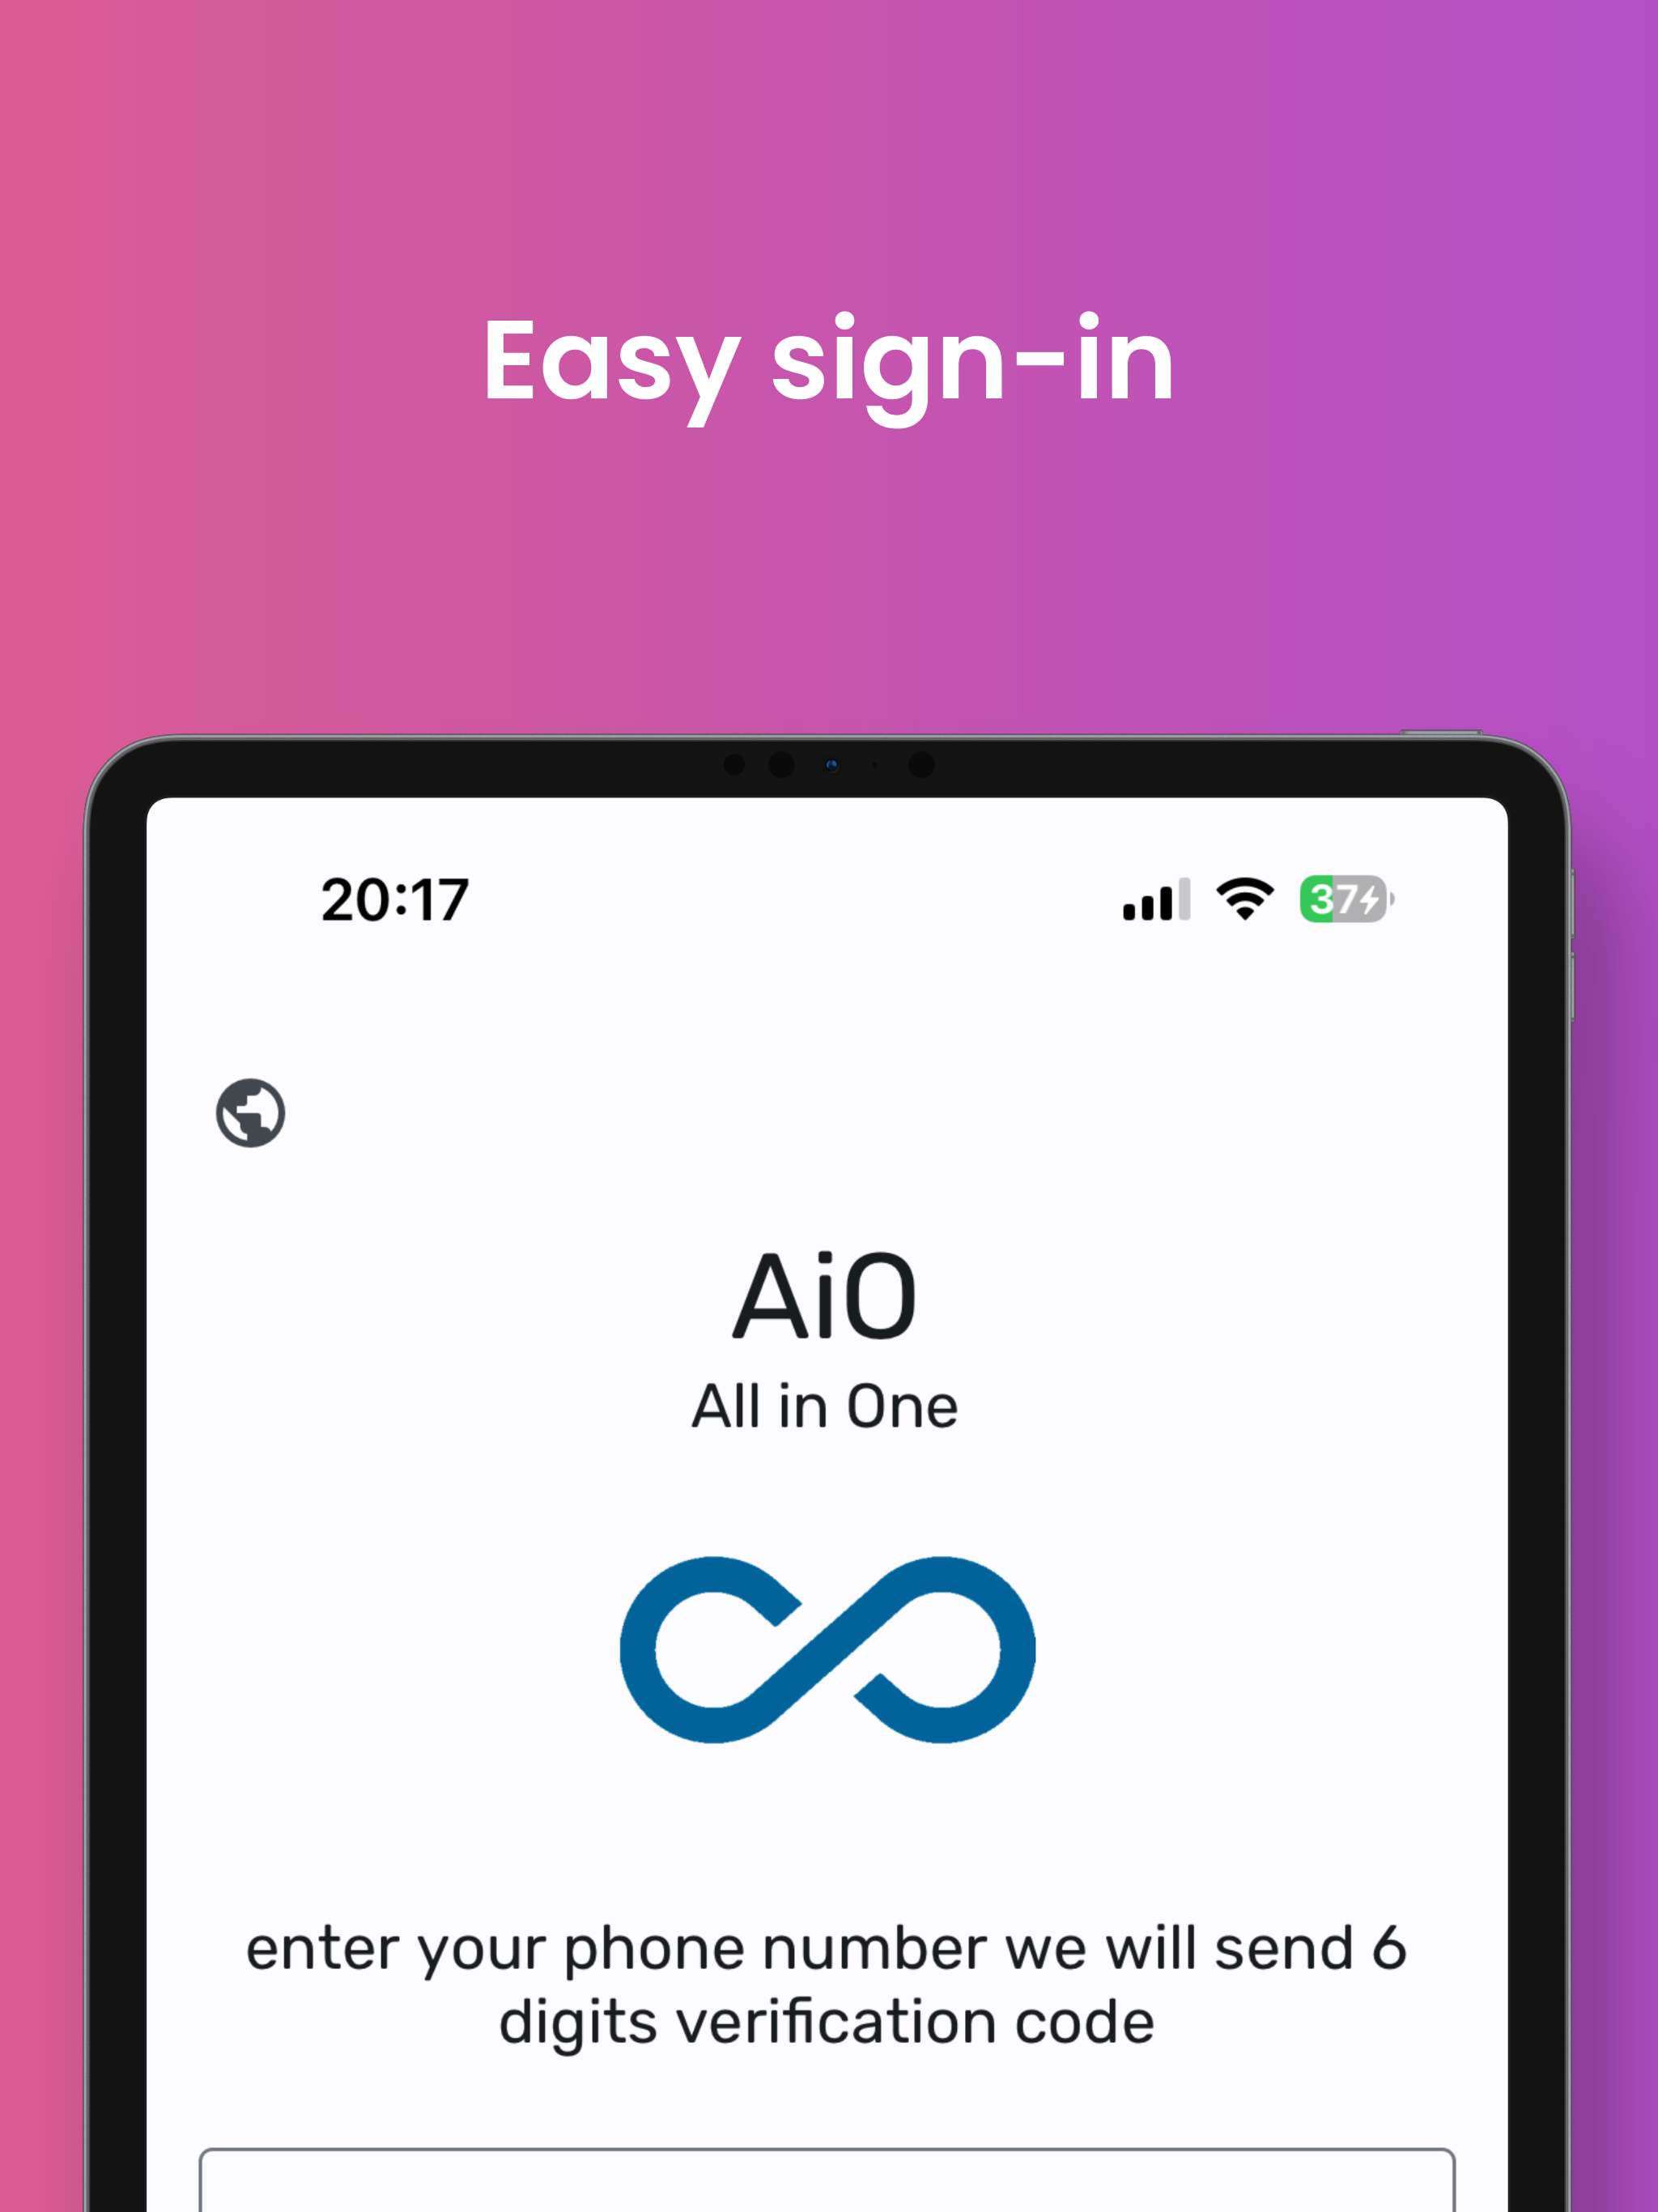 Easy sign-in
20:17
37
AiO
All in One
enter your phone number we will send 6
digits verification code